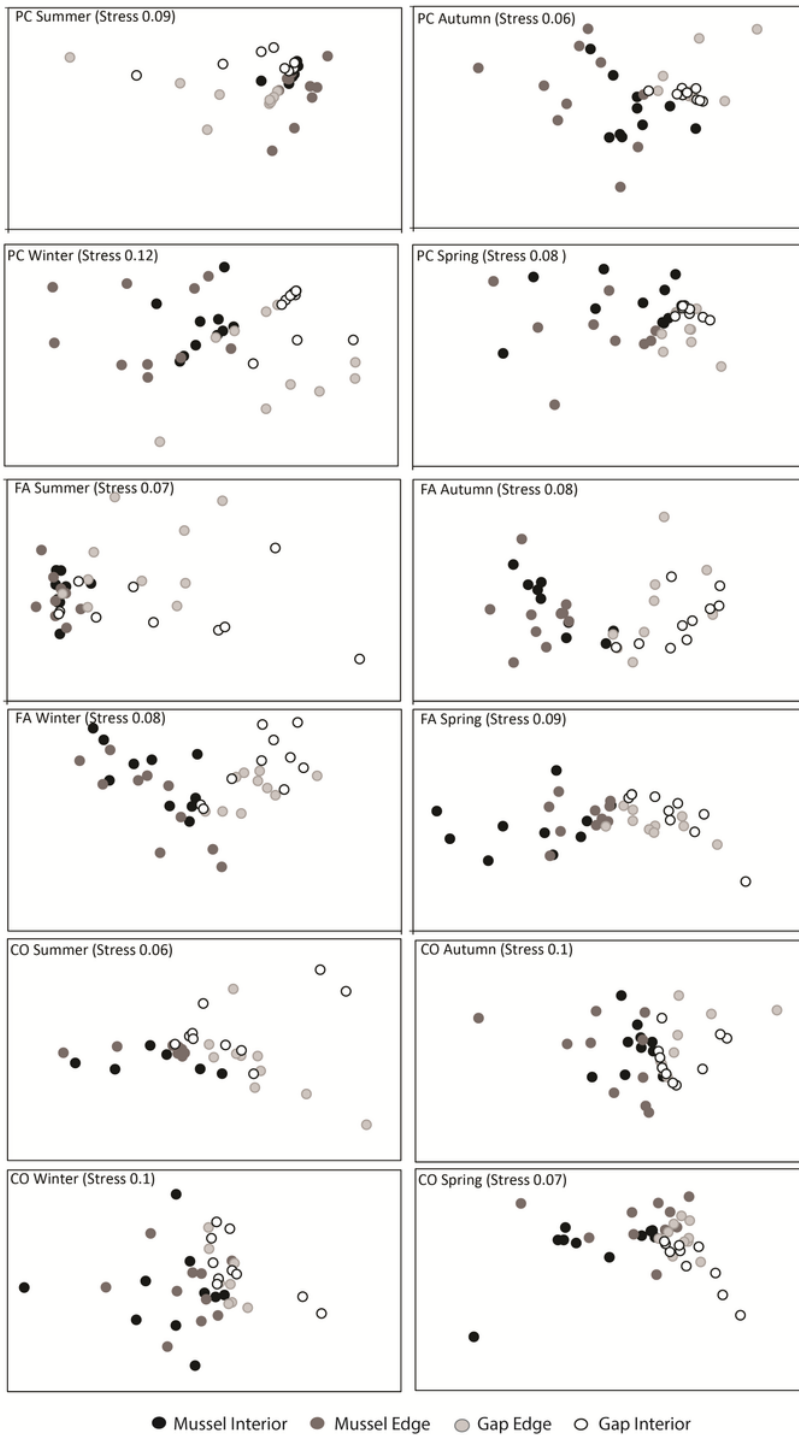 PC Summer (Stress 0.09)
PC Autumn (Stress 0.06)
PC Winter (Stress 0.12)
PC Spring (Stress 0.08 )
FA Summer (Stress 0.07)
FA Autumn (Stress 0.08)
FA Winter (Stress 0.08)
FA Spring (Stress 0.09)
CO Summer (Stress 0.06)
CO Autumn (Stress 0.1)
CO Winter (Stress 0.1)
CO Spring (Stress 0.07)
Mussel Interior Mussel Edge Gap Edge Gap Interior